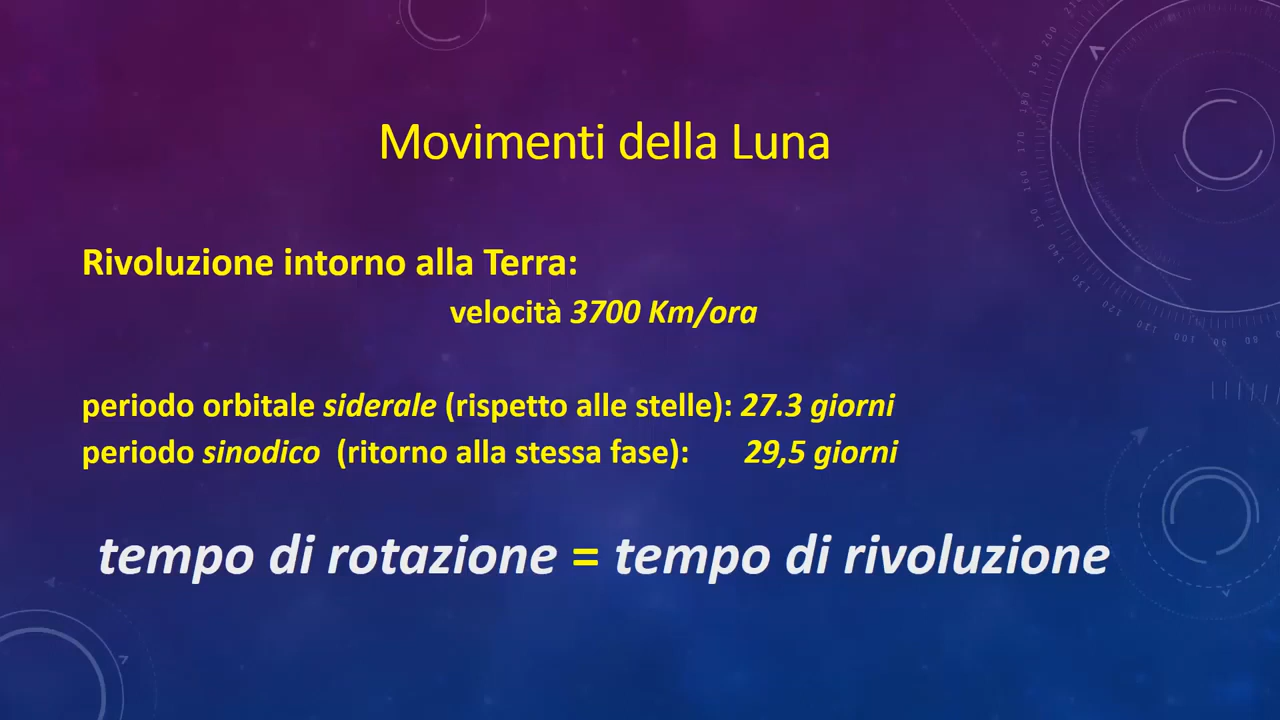 Movimenti della Luna
Rivoluzione intorno alla Terra:
velocità 3700 Km/ora
periodo orbitale siderale (rispetto alle stelle): 27.3 giorni
periodo sinodico (ritorno alla stessa fase): 29,5 giorni
tempo di rotazione = tempo di rivoluzione